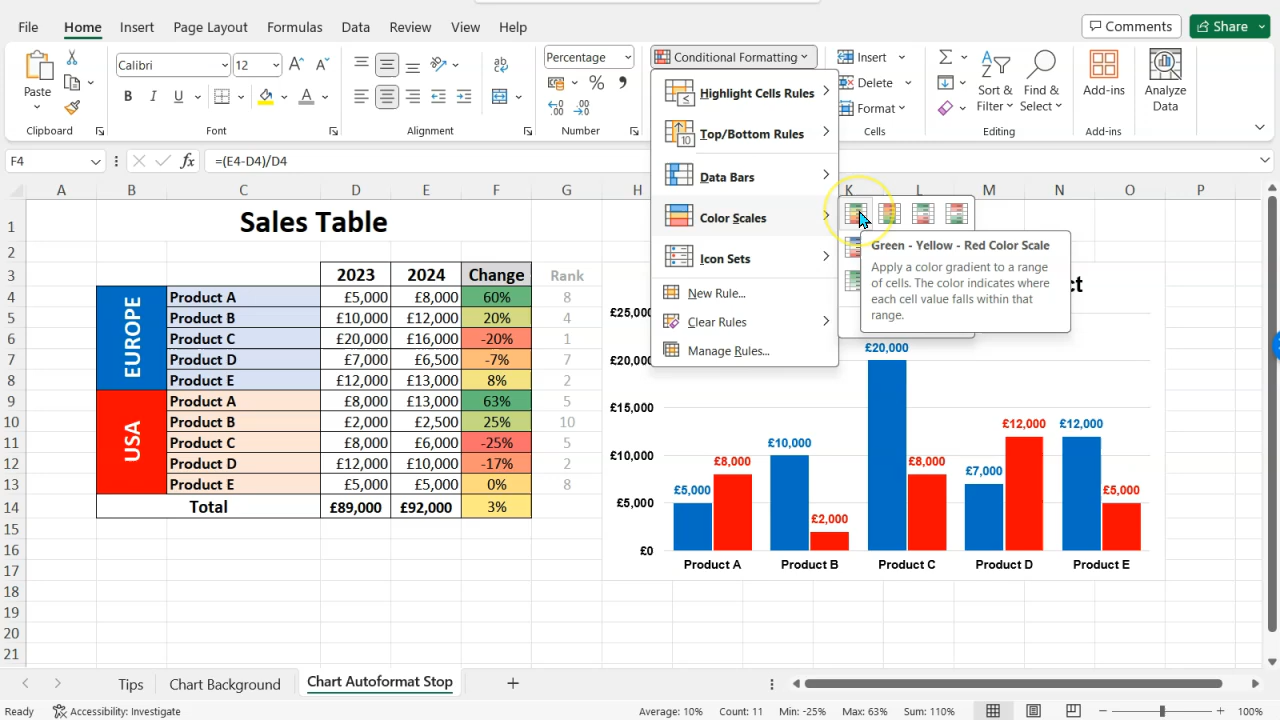 File Home Insert Page Layout Formulas Data Review View Help Comments Share
Paste
Clipboard
Calibri 12
B I U A
Font
ab
Alignment
Percentage
% ,
Number
Conditional Formatting
Insert
Delete
Format
Cells
Sort & Filter
Find & Select
Editing
Add-ins
Add-ins
Analyze Data
Highlight Cells Rules
Top/Bottom Rules
Data Bars
Color Scales
Icon Sets
New Rule...
Clear Rules
Manage Rules...
Green - Yellow - Red Color Scale
Apply a color gradient to a range
of cells. The color indicates where
each cell value falls within that
range.
F4 fx =(E4-D4)/D4
A B C D E F G H K L M N O P
1 Sales Table
2
3 2023 2024 Change Rank
EUROPE
4 Product A £5,000 £8,000 60% 8
5 Product B £10,000 £12,000 20% 4
6 Product C £20,000 £16,000 -20% 1
7 Product D £7,000 £6,500 -7% 7
8 Product E £12,000 £13,000 8% 2
USA
9 Product A £8,000 £13,000 63% 5
10 Product B £2,000 £2,500 25% 10
11 Product C £8,000 £6,000 -25% 5
12 Product D £12,000 £10,000 -17% 2
13 Product E £5,000 £5,000 0% 8
14 Total £89,000 £92,000 3%
15
16
17
18
19
20
21
ct
£25,000
£20,000
£15,000
£10,000
£5,000
£0
£20,000
£12,000 £12,000
£10,000
£8,000 £8,000
£7,000
£5,000 £5,000
£2,000
Product A Product B Product C Product D Product E
Tips Chart Background Chart Autoformat Stop
Ready Accessibility: Investigate Average: 10% Count: 11 Min: -25% Max: 63% Sum: 110% 100%